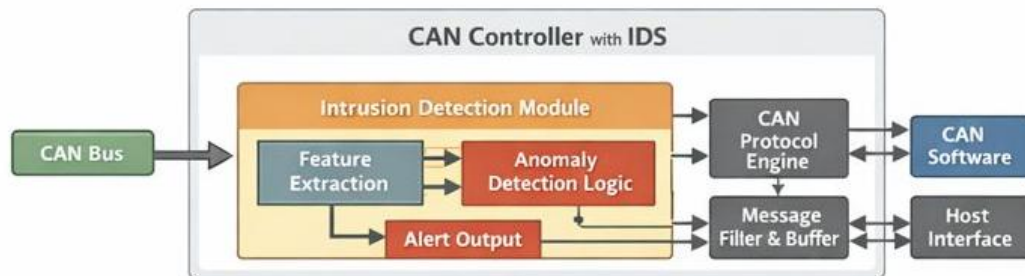 CAN Controller with IDS
Intrusion Detection Module
CAN Bus
Feature
Extraction
Anomaly
Detection Logic
Alert Output
CAN
Protocol
Engine
Message
Filler & Buffer
CAN
Software
Host
Interface